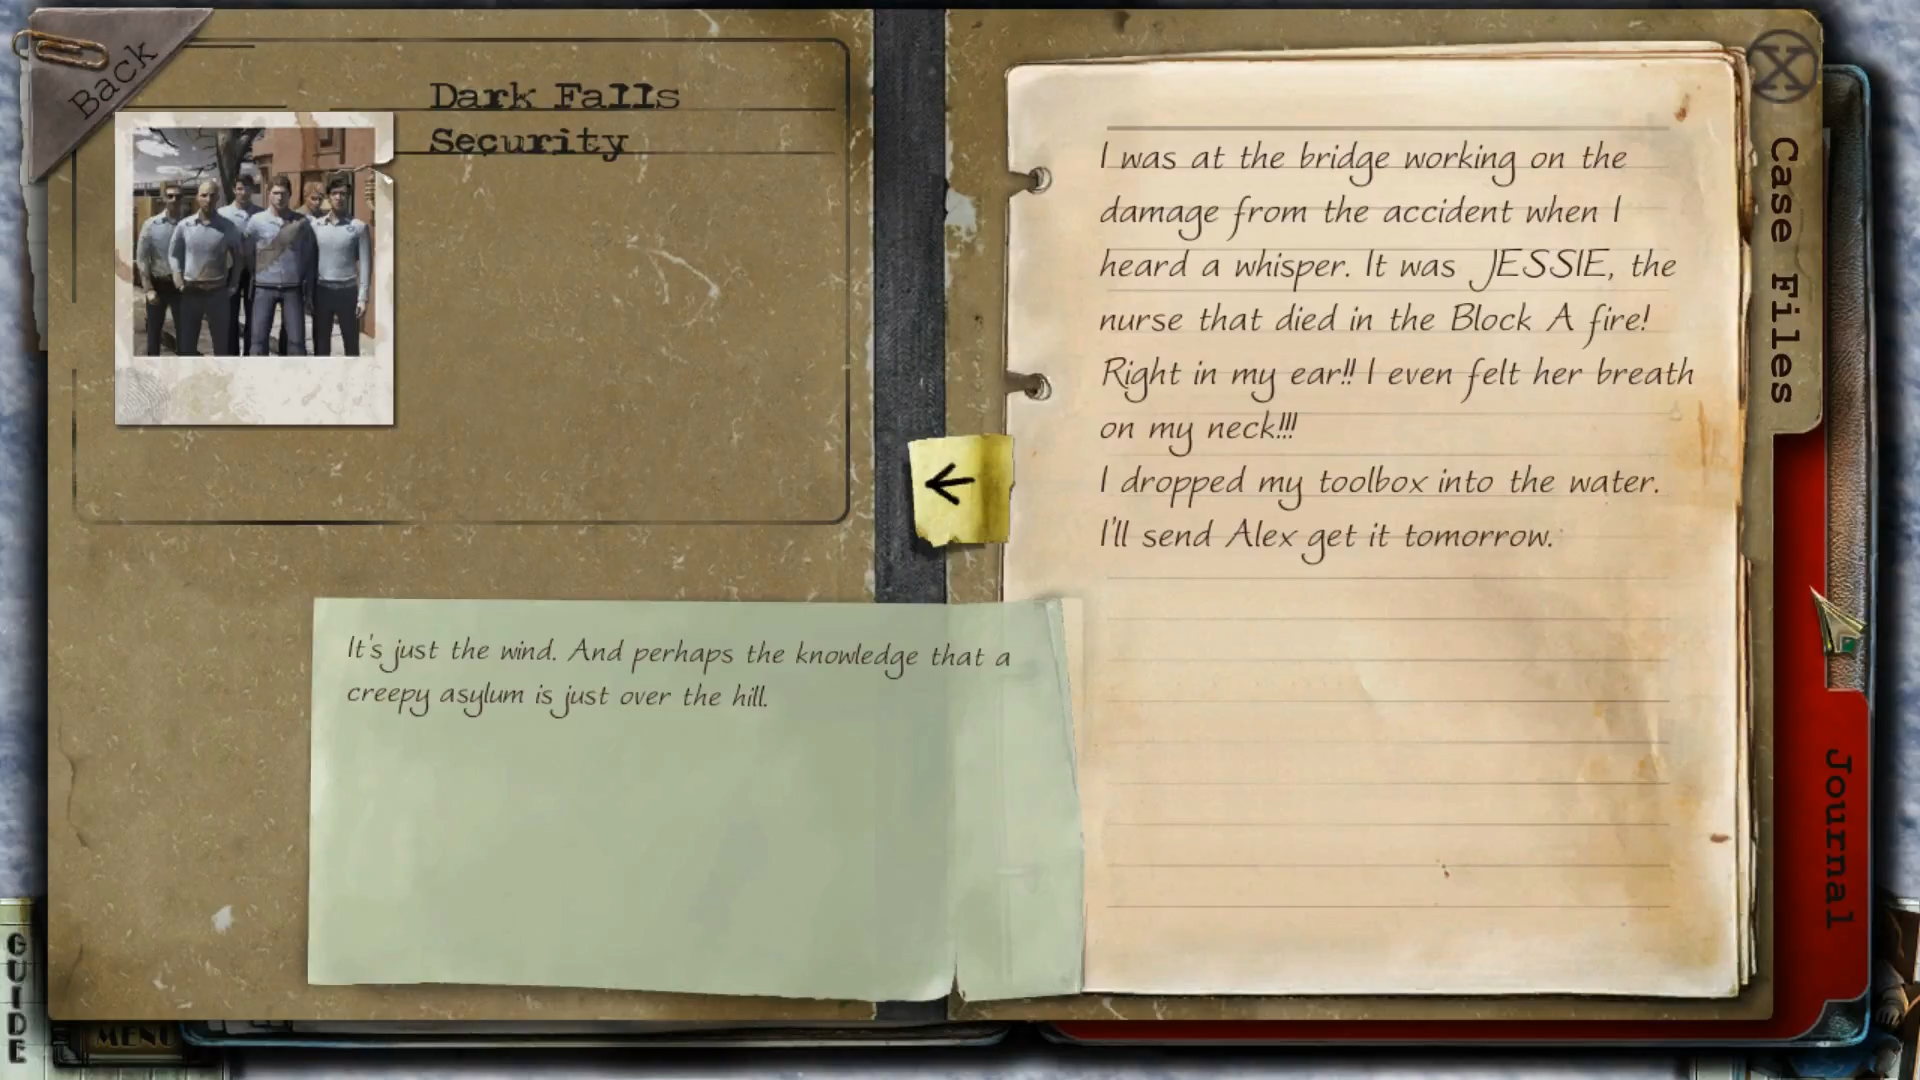 Back
Dark Falls
Security
I was at the bridge working on the
damage from the accident when I
heard a whisper. It was JESSIE, the
nurse that died in the Block A fire!
Right in my ear!! I even felt her breath
on my neck!!!
I dropped my toolbox into the water.
I'll send Alex get it tomorrow.
It's just the wind. And perhaps the knowledge that a
creepy asylum is just over the hill.
X
Case Files
Journal
GUIDE
MENU